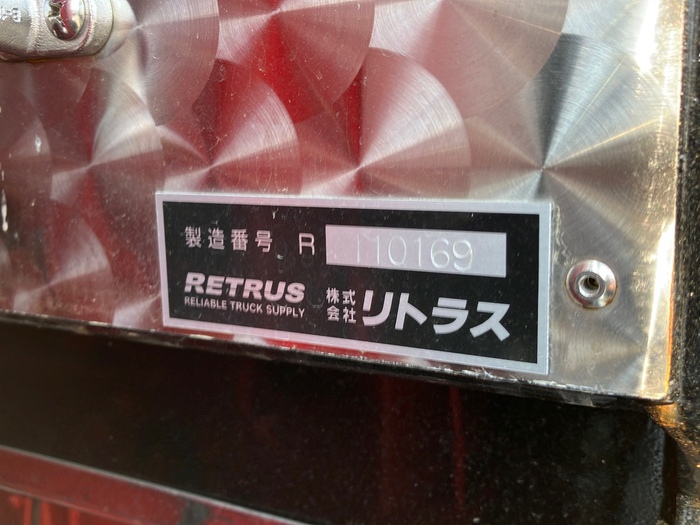 製造番号 R 110169
RETRUS
RELIABLE TRUCK SUPPLY
株式会社 リトラス